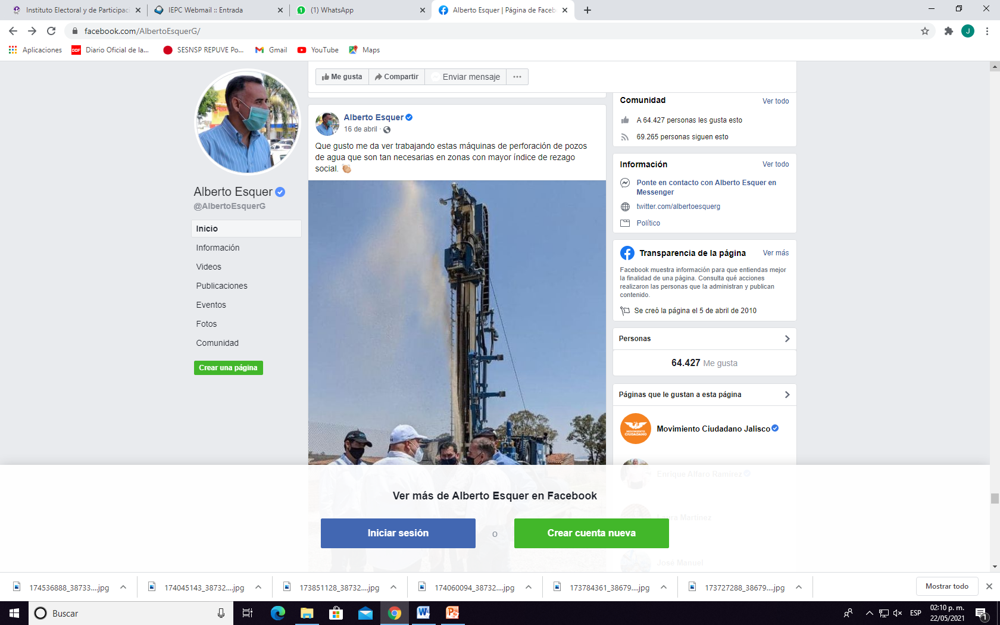 Instituto Electoral y de Participac
IEPC Webmail :: Entrada
(1) WhatsApp
Alberto Esquer | Página de Faceb
facebook.com/AlbertoEsquerG/
J
Aplicaciones
DOF
Diario Oficial de la...
SESNSP REPUVE Po...
Gmail
YouTube
Maps
Me gusta
Compartir
Enviar mensaje
Alberto Esquer
@AlbertoEsquerG
Inicio
Información
Videos
Publicaciones
Eventos
Fotos
Comunidad
Crear una página
Alberto Esquer
16 de abril ·
Que gusto me da ver trabajando estas máquinas de perforación de pozos
de agua que son tan necesarias en zonas con mayor índice de rezago
social. 👏🏼
Comunidad
Ver todo
A 64.427 personas les gusta esto
69.265 personas siguen esto
Información
Ver todo
Ponte en contacto con Alberto Esquer en
Messenger
twitter.com/albertoesquerg
Político
Transparencia de la página
Ver más
Facebook muestra información para que entiendas mejor
la finalidad de una página. Consulta qué acciones
realizaron las personas que la administran y publican
contenido.
Se creó la página el 5 de abril de 2010
Personas
64.427 Me gusta
Páginas que le gustan a esta página
MOVIMIENTO
CIUDADANO
Movimiento Ciudadano Jalisco
Enrique Alfaro Ramírez
Laura Martínez
José Manuel
Ver más de Alberto Esquer en Facebook
Iniciar sesión
o
Crear cuenta nueva
174536888_38733....jpg
174045143_38732....jpg
173851128_38732....jpg
174060094_38732....jpg
173784361_38679....jpg
173727288_38679....jpg
Mostrar todo
Buscar
ESP
02:10 p. m.
22/05/2021
1